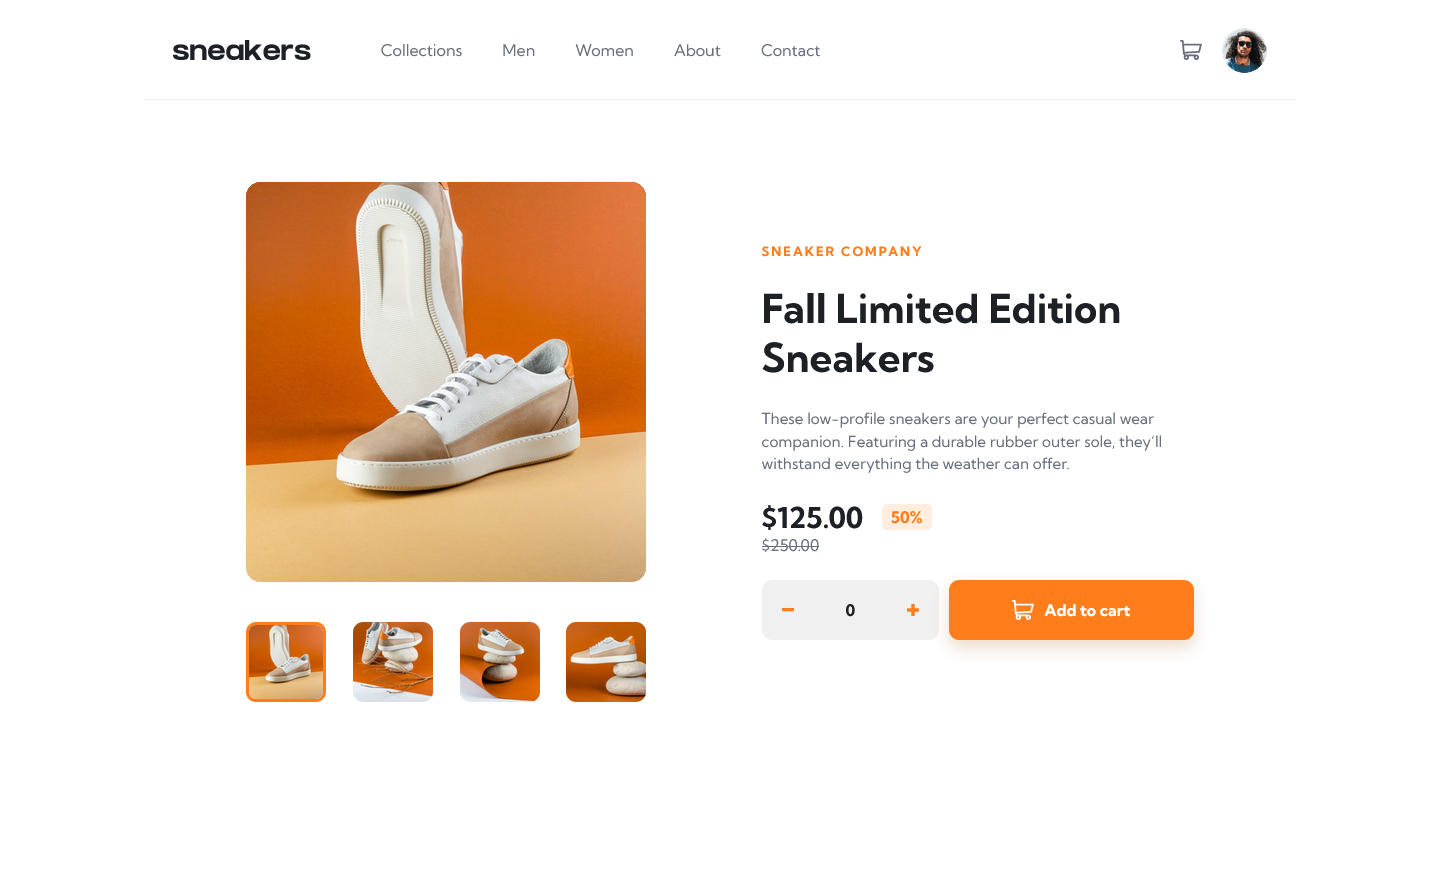 sneakers
Collections
Men
Women
About
Contact
SNEAKER COMPANY
Fall Limited Edition
Sneakers
These low-profile sneakers are your perfect casual wear
companion. Featuring a durable rubber outer sole, they’ll
withstand everything the weather can offer.
$125.00
50%
$250.00
0
Add to cart